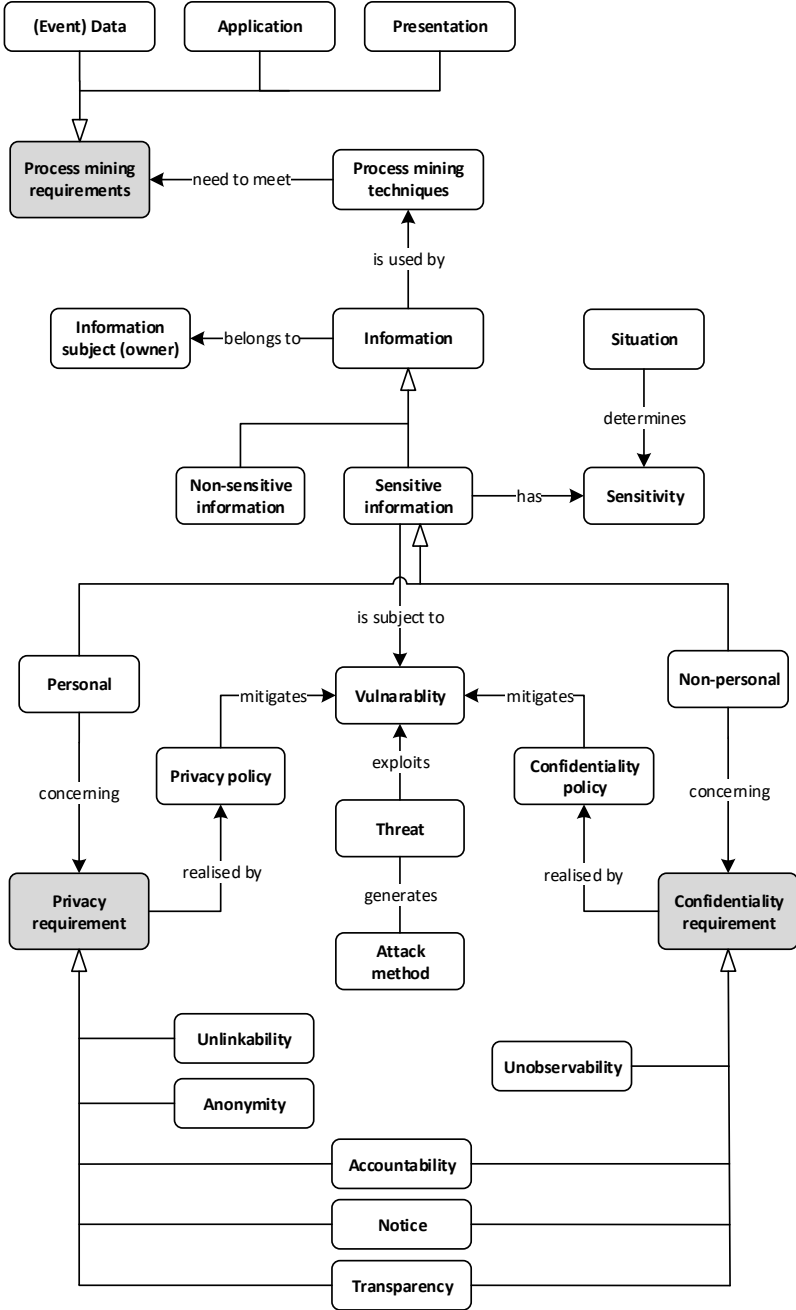 (Event) Data
Application
Presentation
Process mining
requirements
need to meet
Process mining
techniques
is used by
Information
subject (owner)
belongs to
Information
Situation
determines
Non-sensitive
information
Sensitive
information
has
Sensitivity
is subject to
Personal
mitigates
Vulnarablity
mitigates
Non-personal
concerning
Privacy policy
exploits
Confidentiality
policy
concerning
Threat
realised by
realised by
Privacy
requirement
generates
Confidentiality
requirement
Attack
method
Unlinkability
Unobservability
Anonymity
Accountability
Notice
Transparency